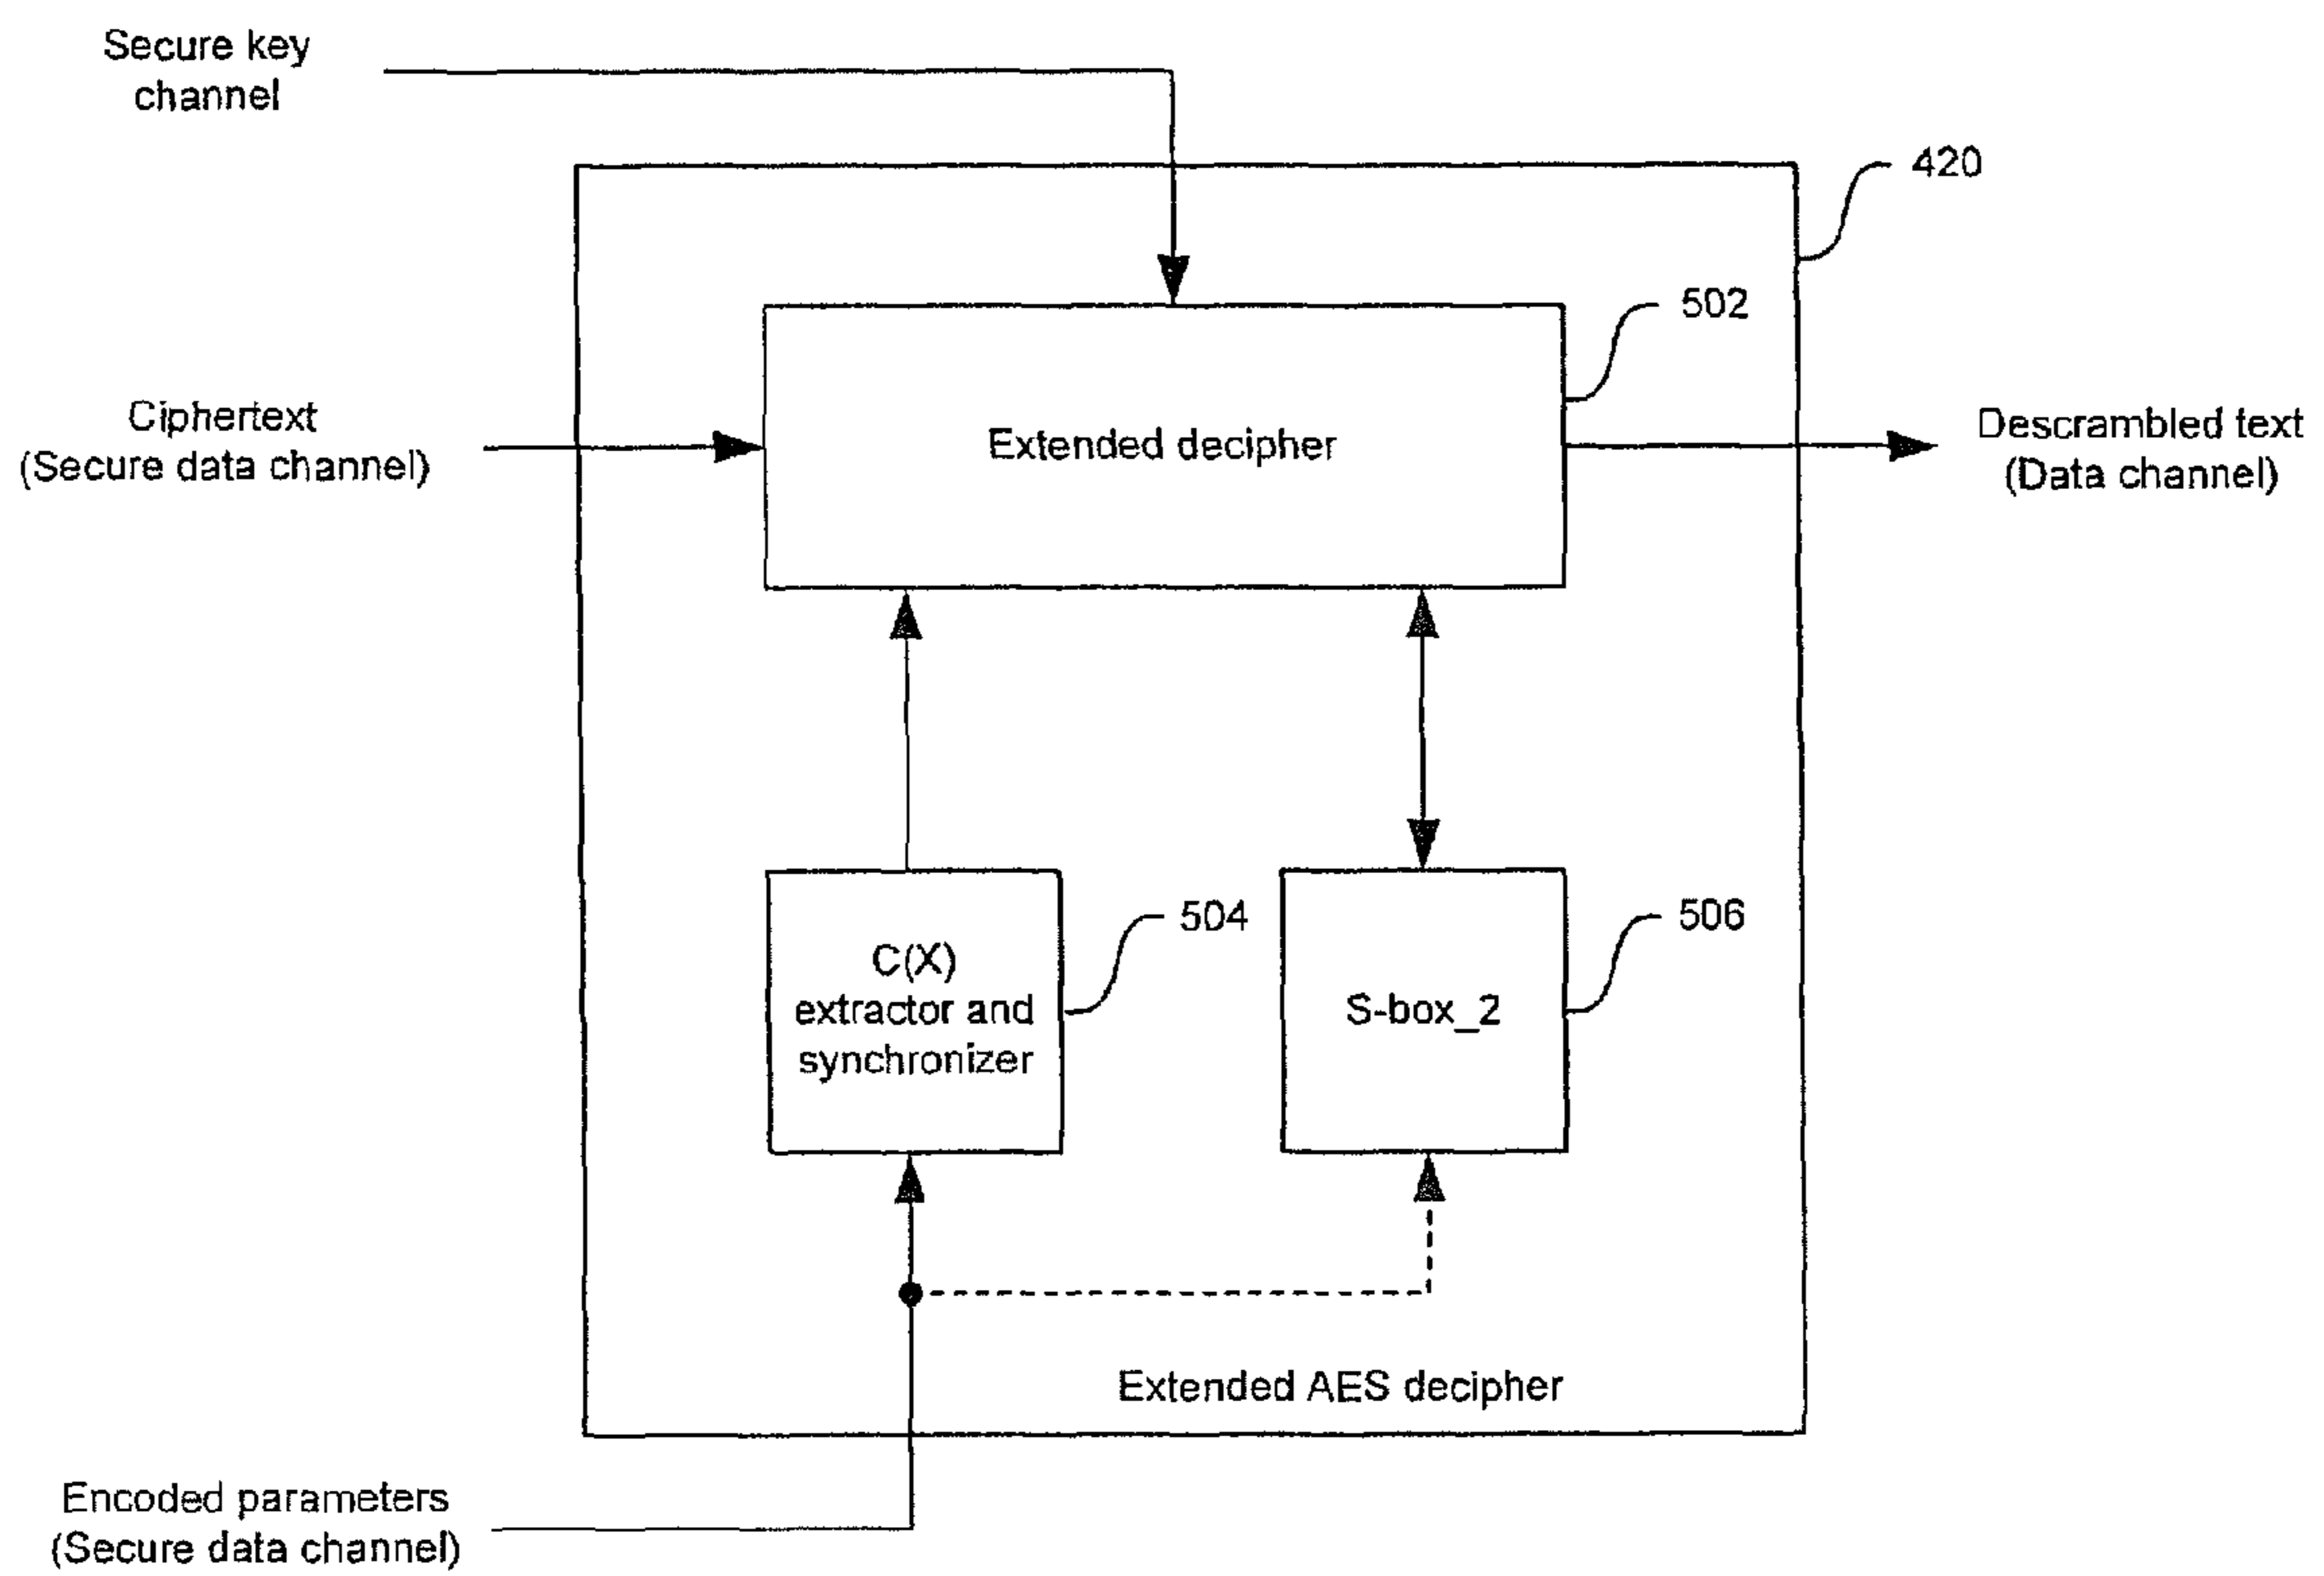 Secure key
channel
420
502
Ciphertext
(Secure data channel)
Extended decipher
Descrambled text
(Data channel)
504
506
C(X)
extractor and
synchronizer
S-box_2
Extended AES decipher
Encoded parameters
(Secure data channel)